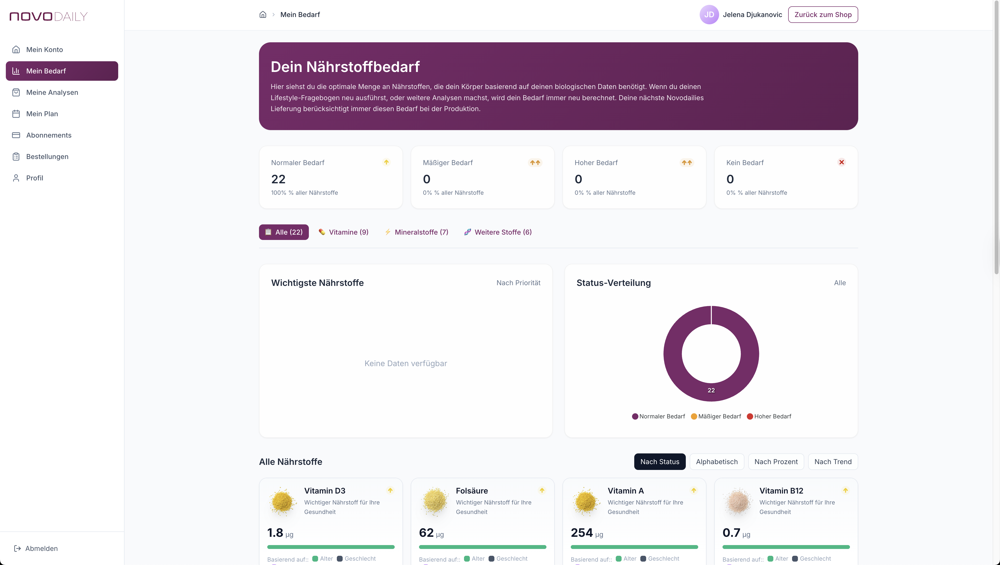 novoDAILY
Mein Konto
Mein Bedarf
Meine Analysen
Mein Plan
Abonnements
Bestellungen
Profil
Abmelden
Mein Bedarf
JD
Jelena Djukanovic
Zurück zum Shop
Dein Nährstoffbedarf
Hier siehst du die optimale Menge an Nährstoffen, die dein Körper basierend auf deinen biologischen Daten benötigt. Wenn du deinen
Lifestyle-Fragebogen neu ausführst, oder weitere Analysen machst, wird dein Bedarf immer neu berechnet. Deine nächste Novodailies
Lieferung berücksichtigt immer diesen Bedarf bei der Produktion.
Normaler Bedarf
22
100% % aller Nährstoffe
Mäßiger Bedarf
0
0% % aller Nährstoffe
Hoher Bedarf
0
0% % aller Nährstoffe
Kein Bedarf
0
0% % aller Nährstoffe
Alle (22)
Vitamine (9)
Mineralstoffe (7)
Weitere Stoffe (6)
Wichtigste Nährstoffe
Nach Priorität
Keine Daten verfügbar
Status-Verteilung
Alle
22
Normaler Bedarf
Mäßiger Bedarf
Hoher Bedarf
Alle Nährstoffe
Nach Status
Alphabetisch
Nach Prozent
Nach Trend
Vitamin D3
Wichtiger Nährstoff für Ihre
Gesundheit
1.8 µg
Basierend auf:: Alter Geschlecht
Folsäure
Wichtiger Nährstoff für Ihre
Gesundheit
62 µg
Basierend auf:: Alter Geschlecht
Vitamin A
Wichtiger Nährstoff für Ihre
Gesundheit
254 µg
Basierend auf:: Alter Geschlecht
Vitamin B12
Wichtiger Nährstoff für Ihre
Gesundheit
0.7 µg
Basierend auf:: Alter Geschlecht